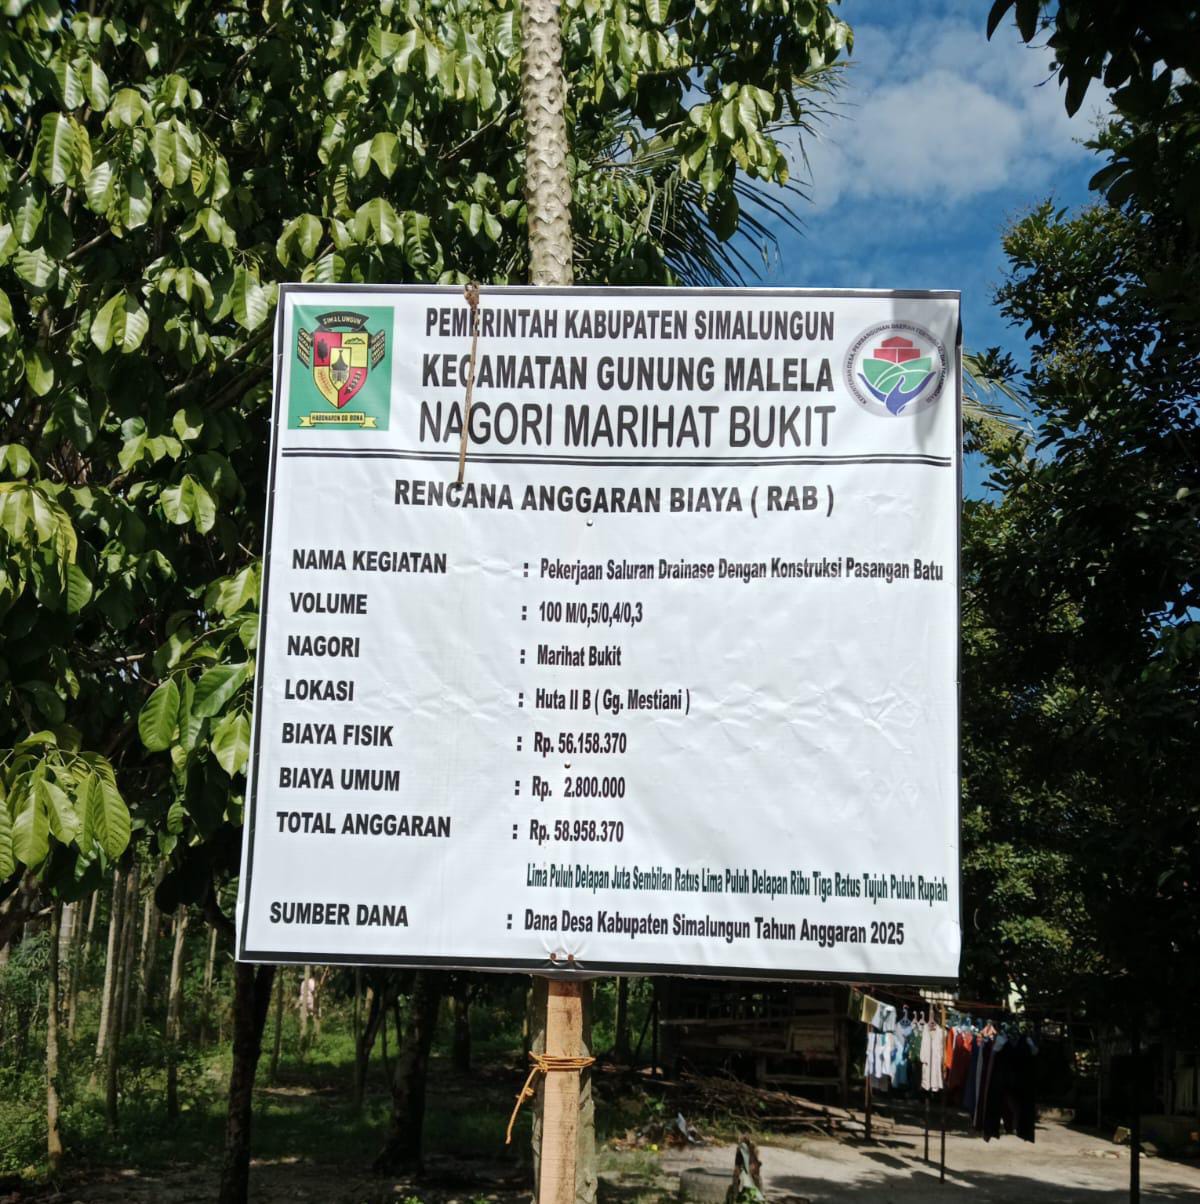 SIMALUNGUN
HABONARON DO BONA
PEMERINTAH KABUPATEN SIMALUNGUN
KECAMATAN GUNUNG MALELA
NAGORI MARIHAT BUKIT
RENCANA ANGGARAN BIAYA ( RAB )
NAMA KEGIATAN : Pekerjaan Saluran Drainase Dengan Konstruksi Pasangan Batu
VOLUME : 100 M/0,5/0,4/0,3
NAGORI : Marihat Bukit
LOKASI : Huta II B ( Gg. Mestiani )
BIAYA FISIK : Rp. 56.158.370
BIAYA UMUM : Rp. 2.800.000
TOTAL ANGGARAN : Rp. 58.958.370
Lima Puluh Delapan Juta Sembilan Ratus Lima Puluh Delapan Ribu Tiga Ratus Tujuh Puluh Rupiah
SUMBER DANA : Dana Desa Kabupaten Simalungun Tahun Anggaran 2025